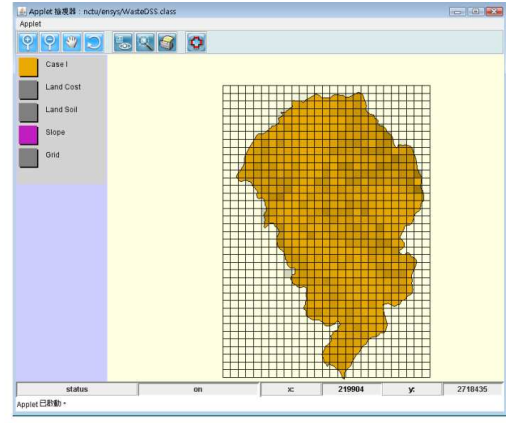 Applet 檢視器：nctu/ensys/WasteDSS.class
Applet
Case I
Land Cost
Land Soil
Slope
Grid
status on x: 219904 y: 2718435
Applet 已啟動。